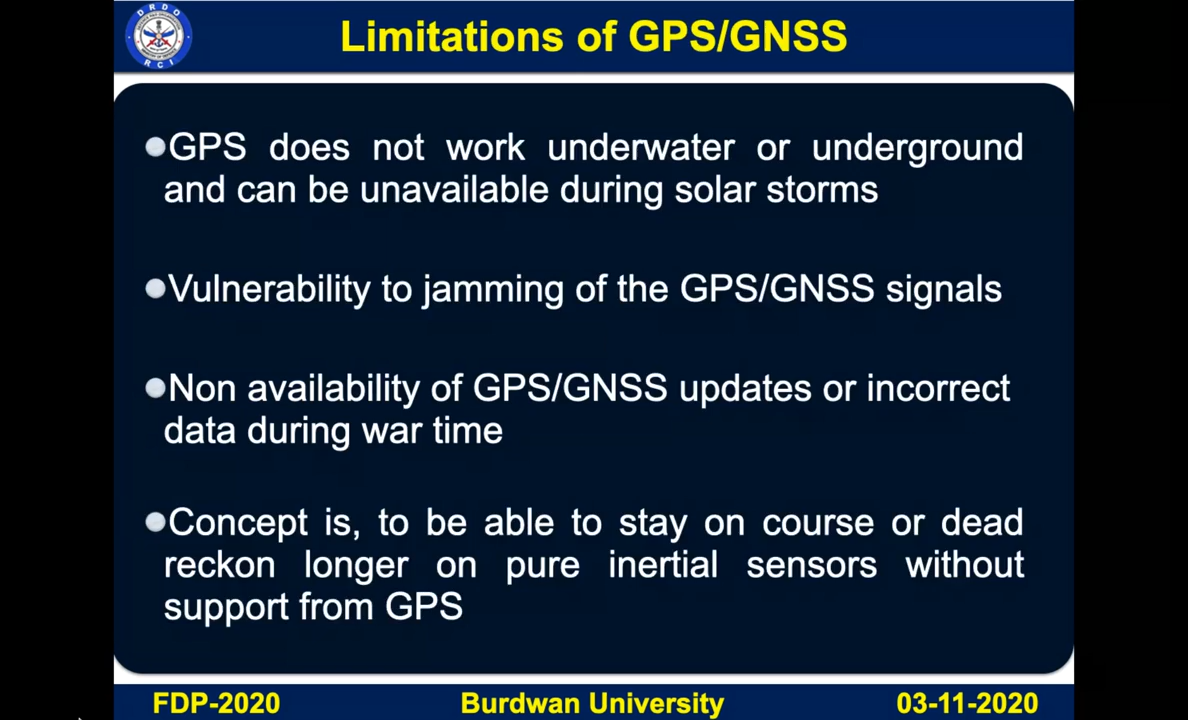 DRDO
RCI
Limitations of GPS/GNSS
GPS does not work underwater or underground
and can be unavailable during solar storms
Vulnerability to jamming of the GPS/GNSS signals
Non availability of GPS/GNSS updates or incorrect
data during war time
Concept is, to be able to stay on course or dead
reckon longer on pure inertial sensors without
support from GPS
FDP-2020 Burdwan University 03-11-2020